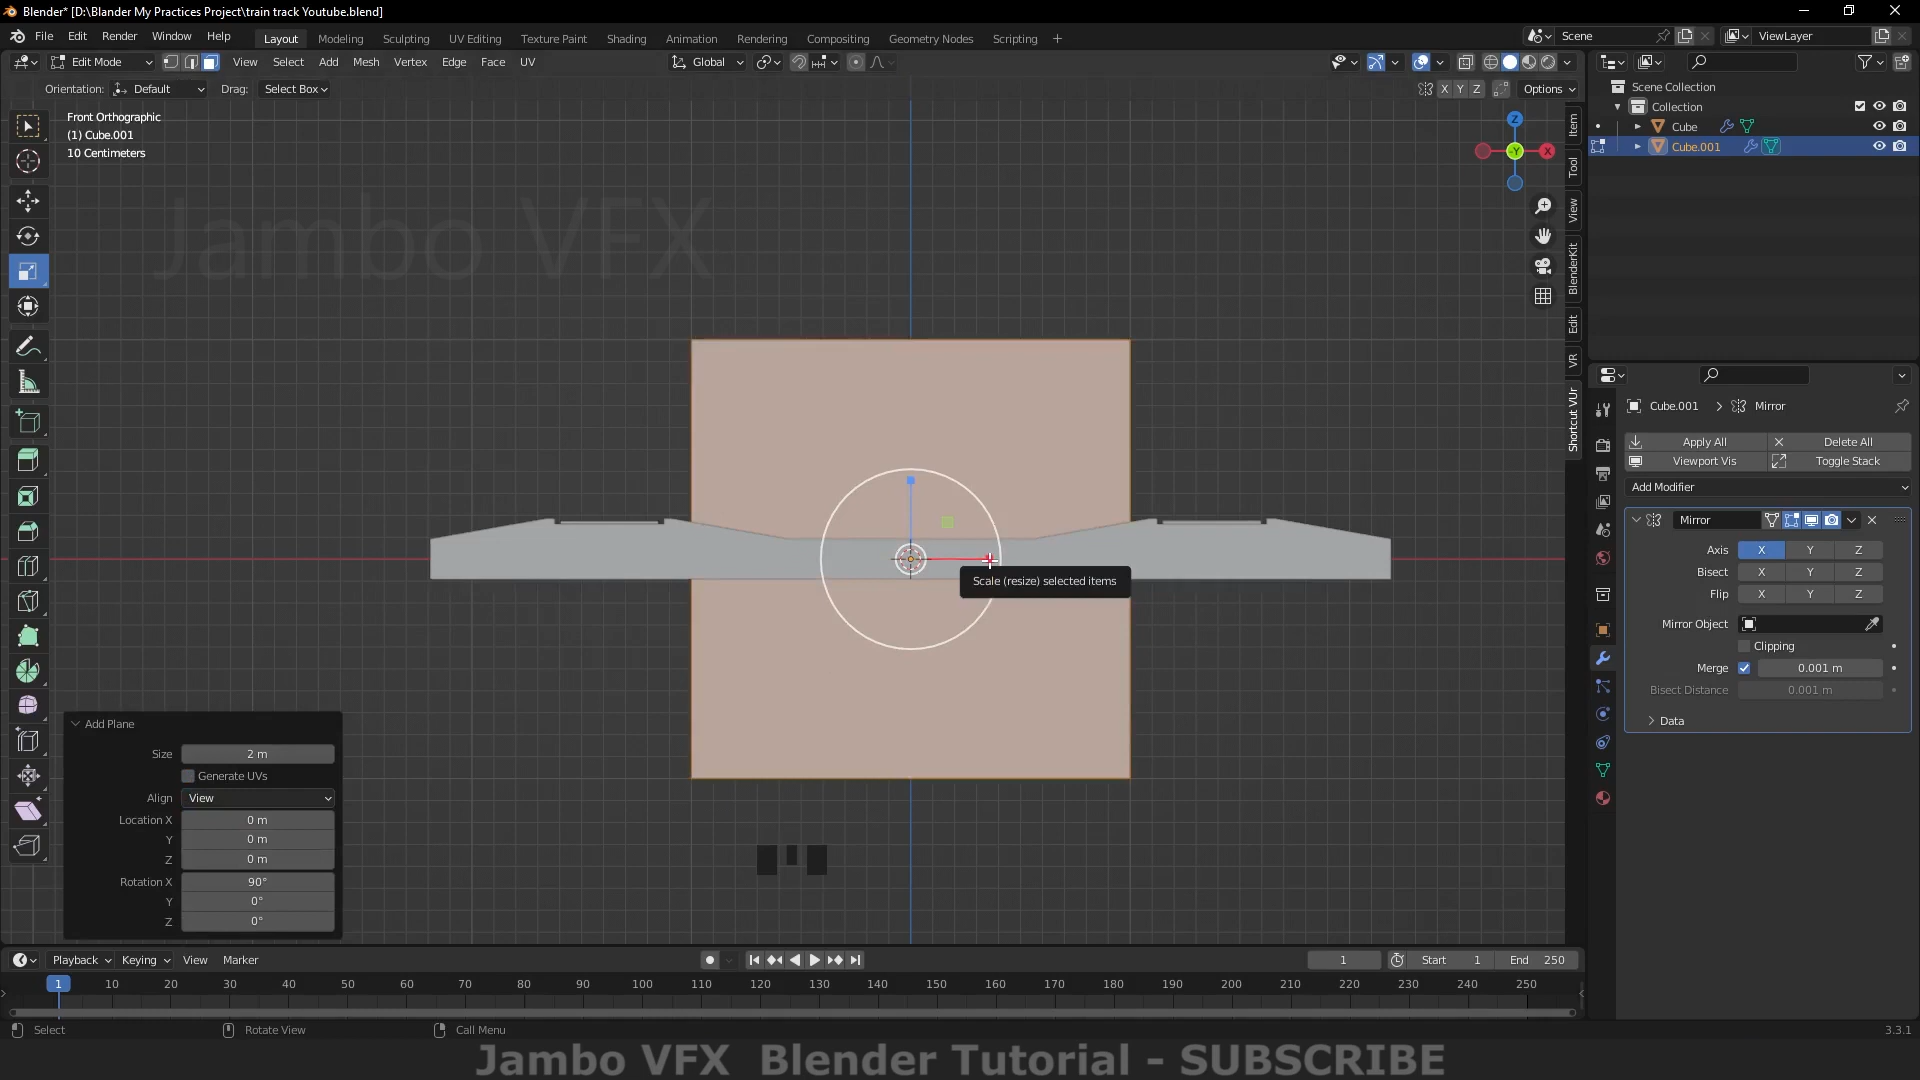 Blender* [D:\Blander My Practices Project\train track Youtube.blend]
File Edit Render Window Help
Layout Modeling Sculpting UV Editing Texture Paint Shading Animation Rendering Compositing Geometry Nodes Scripting +
Scene
ViewLayer
Edit Mode
View Select Add Mesh Vertex Edge Face UV
Global
Orientation: Default Drag: Select Box
X Y Z
Options
Front Orthographic
(1) Cube.001
10 Centimeters
Jambo VFX
Z
X
-Y
Item
Tool
View
BlenderKit
Edit
VR
Shortcut VUr
Scene Collection
Collection
Cube
Cube.001
Cube.001 > Mirror
Apply All
Delete All
Viewport Vis
Toggle Stack
Add Modifier
Mirror
Axis X Y Z
Bisect X Y Z
Flip X Y Z
Mirror Object
Clipping
Merge 0.001 m
Bisect Distance 0.001 m
Data
Scale (resize) selected items
Add Plane
Size 2 m
Generate UVs
Align View
Location X 0 m
Y 0 m
Z 0 m
Rotation X 90°
Y 0°
Z 0°
Playback Keying View Marker
1
Start 1
End 250
1 10 20 30 40 50 60 70 80 90 100 110 120 130 140 150 160 170 180 190 200 210 220 230 240 250
Select
Rotate View
Call Menu
3.3.1
Jambo VFX Blender Tutorial - SUBSCRIBE